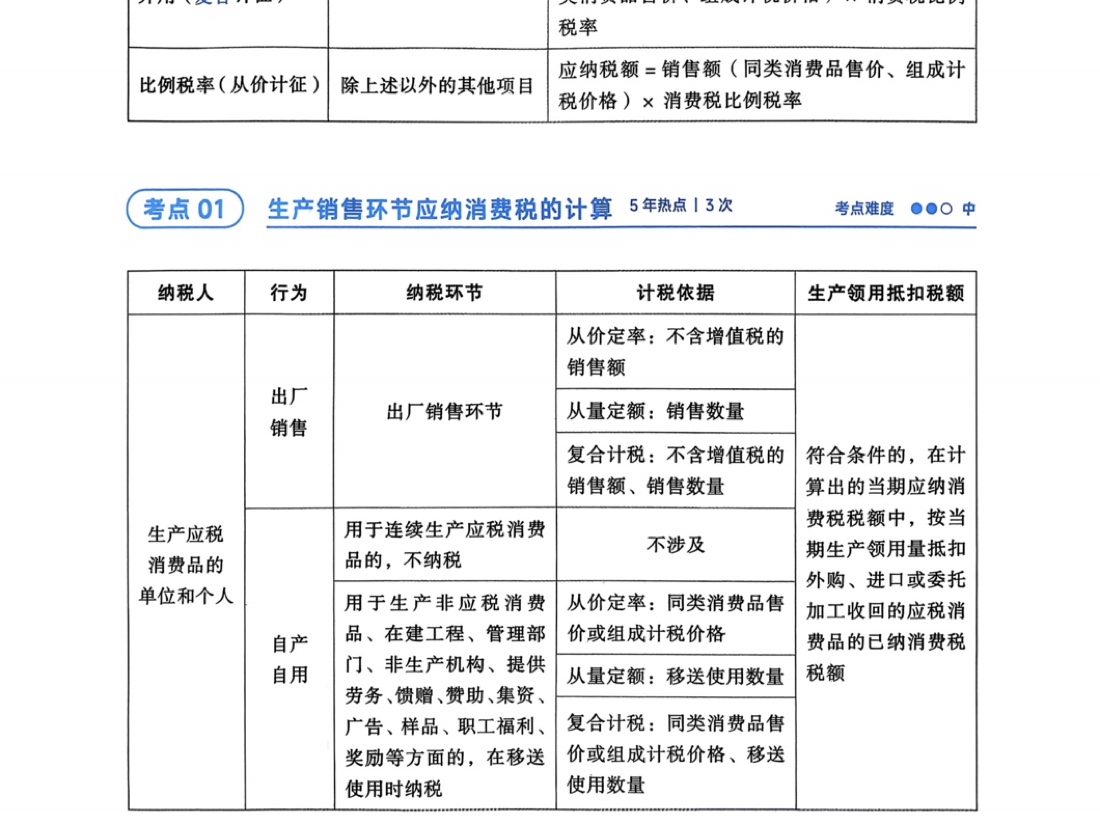 税率
比例税率（从价计征）
除上述以外的其他项目
应纳税额＝销售额（同类消费品售价、组成计
税价格）× 消费税比例税率
考点 01
生产销售环节应纳消费税的计算
5 年热点 | 3 次
考点难度
中
纳税人
行为
纳税环节
计税依据
生产领用抵扣税额
生产应税
消费品的
单位和个人
出厂
销售
出厂销售环节
从价定率：不含增值税的
销售额
从量定额：销售数量
复合计税：不含增值税的
销售额、销售数量
自产
自用
用于连续生产应税消费
品的，不纳税
不涉及
用于生产非应税消费
品、在建工程、管理部
门、非生产机构、提供
劳务、馈赠、赞助、集资、
广告、样品、职工福利、
奖励等方面的，在移送
使用时纳税
从价定率：同类消费品售
价或组成计税价格
从量定额：移送使用数量
复合计税：同类消费品售
价或组成计税价格、移送
使用数量
符合条件的，在计
算出的当期应纳消
费税税额中，按当
期生产领用量抵扣
外购、进口或委托
加工收回的应税消
费品的已纳消费税
税额